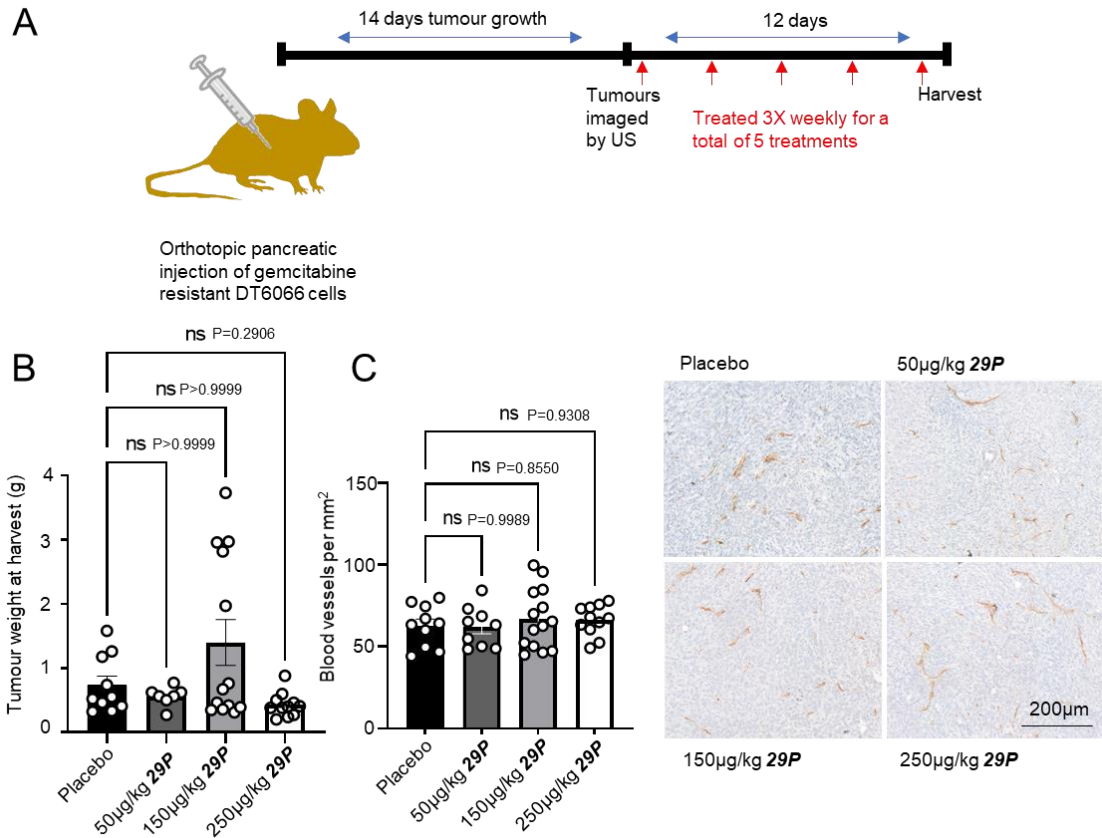 A
14 days tumour growth
12 days
Tumours
imaged
by US
Treated 3X weekly for a
total of 5 treatments
Harvest
Orthotopic pancreatic
injection of gemcitabine
resistant DT6066 cells
B
ns P=0.2906
ns P>0.9999
ns P>0.9999
Tumour weight at harvest (g)
4
3
2
1
0
Placebo
50µg/kg 29P
150µg/kg 29P
250µg/kg 29P
C
ns P=0.9308
ns P=0.8550
ns P=0.9989
Blood vessels per mm²
150
100
50
0
Placebo
50µg/kg 29P
150µg/kg 29P
250µg/kg 29P
Placebo
50µg/kg 29P
200µm
150µg/kg 29P
250µg/kg 29P